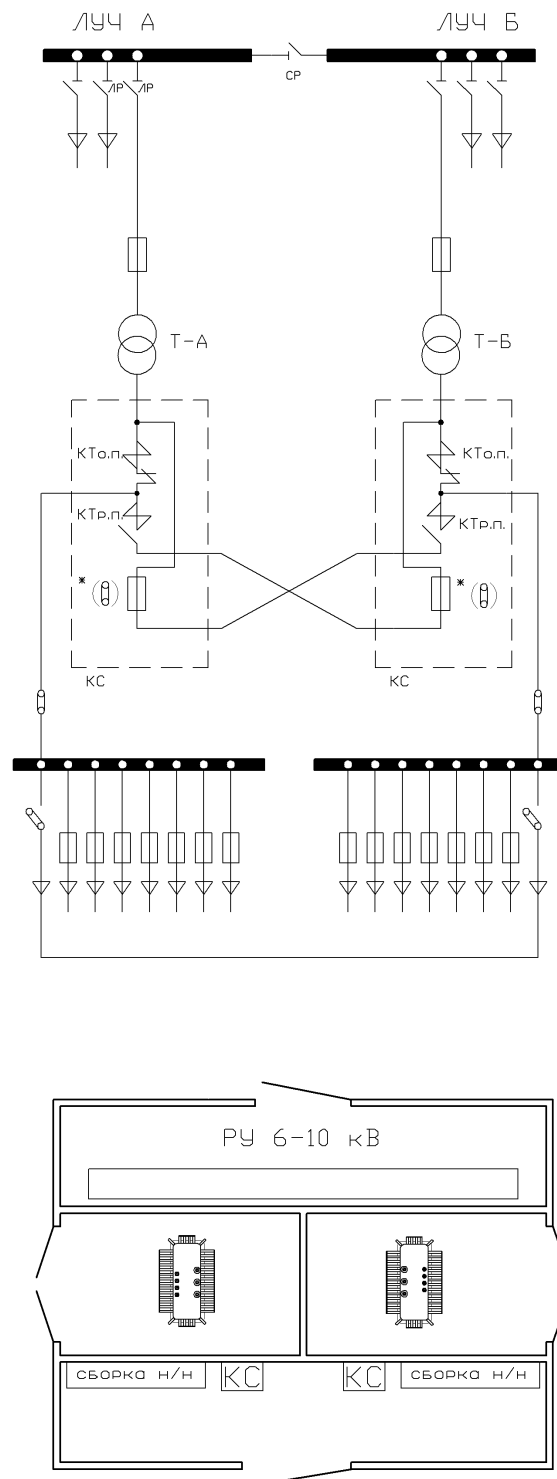 ЛУЧ А
ЛУЧ Б
СР
ЛР
ЛР
Т-А
Т-Б
КТо.п.
КТо.п.
КТр.п.
КТр.п.
*
*
КС
КС
РУ 6-10 кВ
сборка н/н
КС
КС
сборка н/н